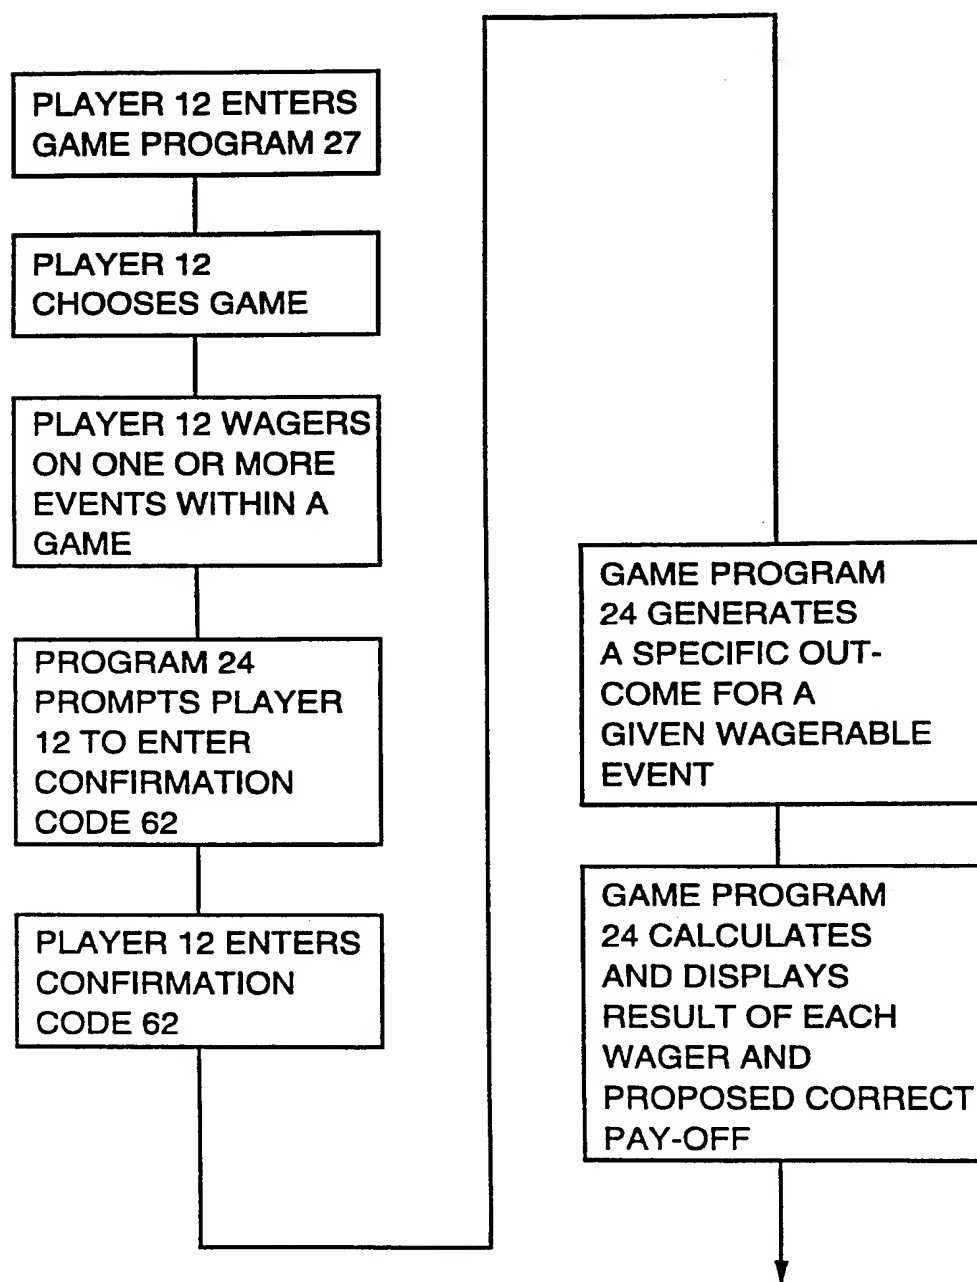 PLAYER 12 ENTERS
GAME PROGRAM 27
PLAYER 12
CHOOSES GAME
PLAYER 12 WAGERS
ON ONE OR MORE
EVENTS WITHIN A
GAME
PROGRAM 24
PROMPTS PLAYER
12 TO ENTER
CONFIRMATION
CODE 62
PLAYER 12 ENTERS
CONFIRMATION
CODE 62
GAME PROGRAM
24 GENERATES
A SPECIFIC OUT-
COME FOR A
GIVEN WAGERABLE
EVENT
GAME PROGRAM
24 CALCULATES
AND DISPLAYS
RESULT OF EACH
WAGER AND
PROPOSED CORRECT
PAY-OFF